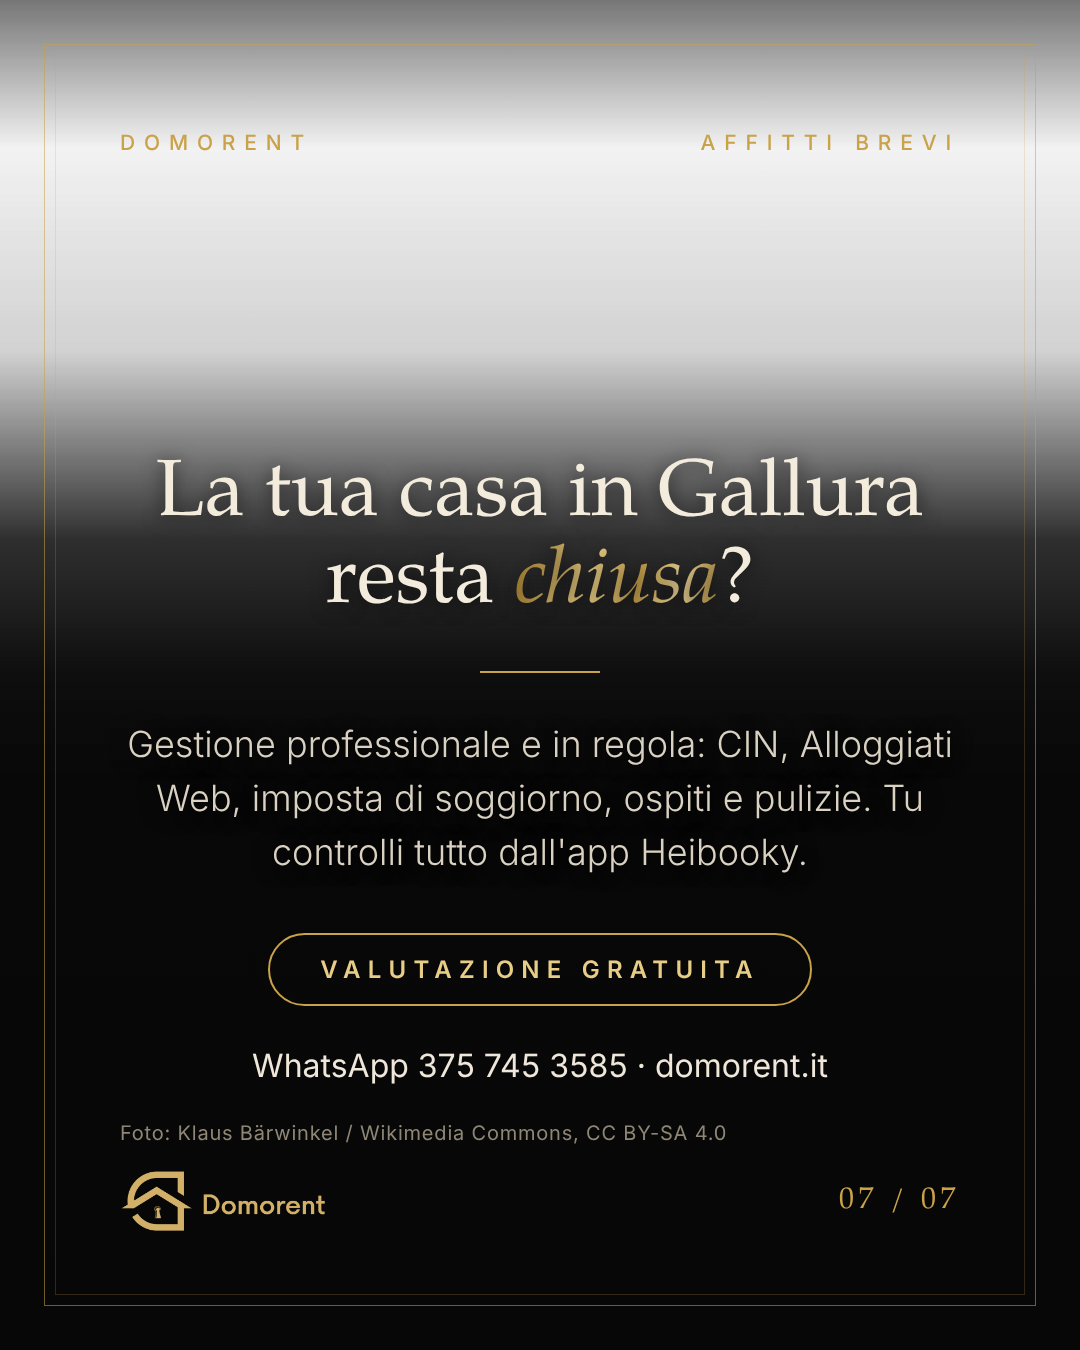 DOMORENT
AFFITTI BREVI
La tua casa in Gallura
resta chiusa?
Gestione professionale e in regola: CIN, Alloggiati
Web, imposta di soggiorno, ospiti e pulizie. Tu
controlli tutto dall'app Heibooky.
VALUTAZIONE GRATUITA
WhatsApp 375 745 3585 · domorent.it
Foto: Klaus Bärwinkel / Wikimedia Commons, CC BY-SA 4.0
Domorent
07 / 07